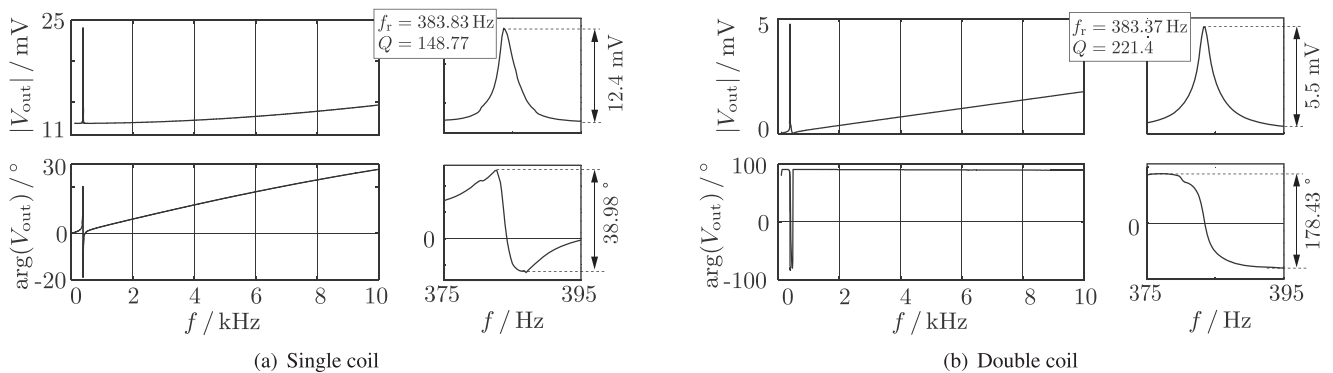 25
11
|V_out| / mV
f_r = 383.83 Hz
Q = 148.77
12.4 mV
30
0
-20
arg(V_out) / °
0 2 4 6 8 10
f / kHz
0
38.98 °
375 395
f / Hz
(a) Single coil
5
0
|V_out| / mV
f_r = 383.37 Hz
Q = 221.4
5.5 mV
100
0
-100
arg(V_out) / °
0 2 4 6 8 10
f / kHz
0
178.43 °
375 395
f / Hz
(b) Double coil